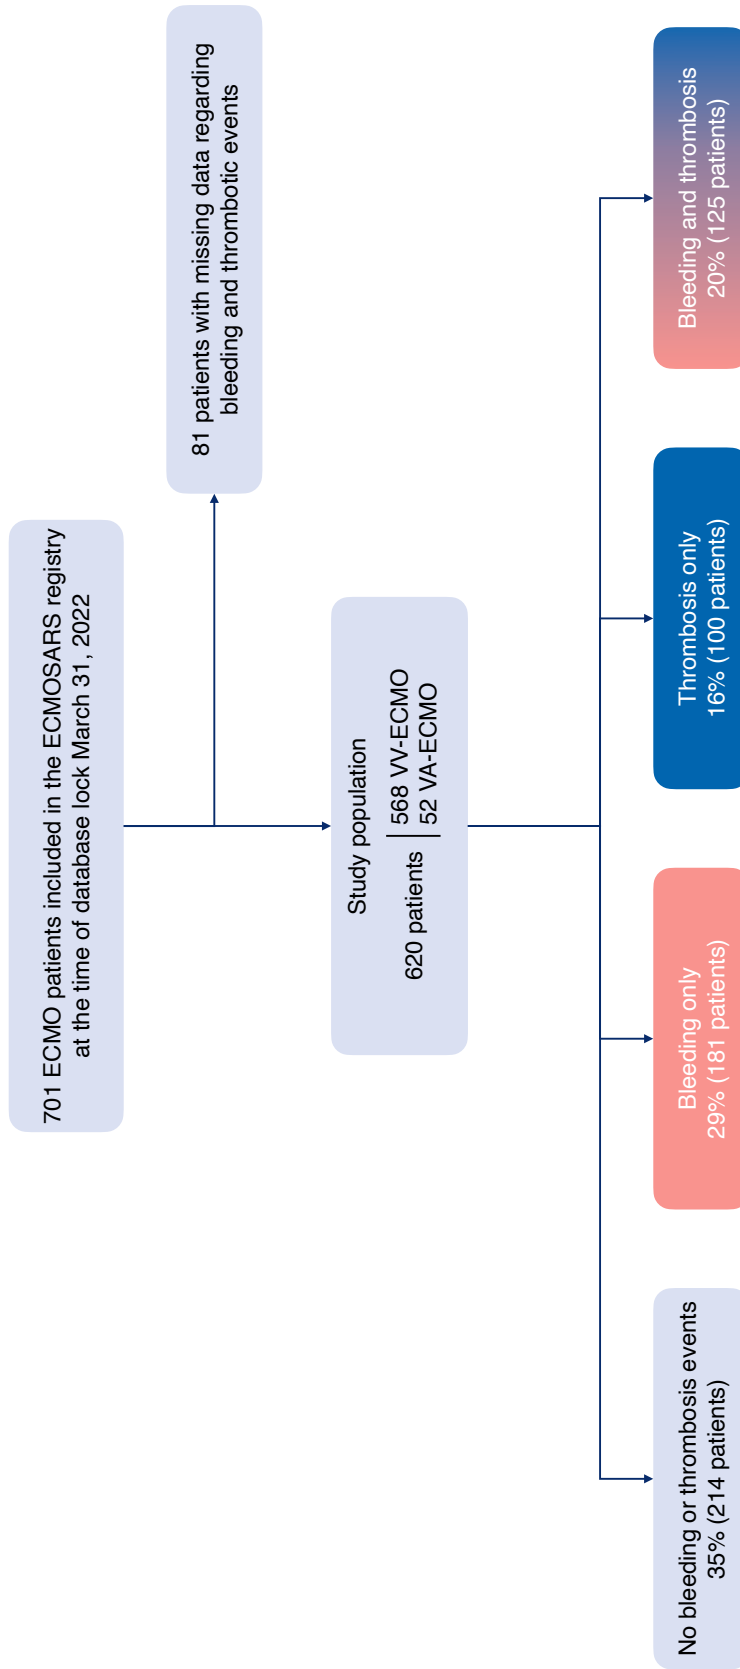 701 ECMO patients included in the ECMOSARS registry
at the time of database lock March 31, 2022
81 patients with missing data regarding
bleeding and thrombotic events
Study population
620 patients
568 VV-ECMO
52 VA-ECMO
No bleeding or thrombosis events
35% (214 patients)
Bleeding only
29% (181 patients)
Thrombosis only
16% (100 patients)
Bleeding and thrombosis
20% (125 patients)